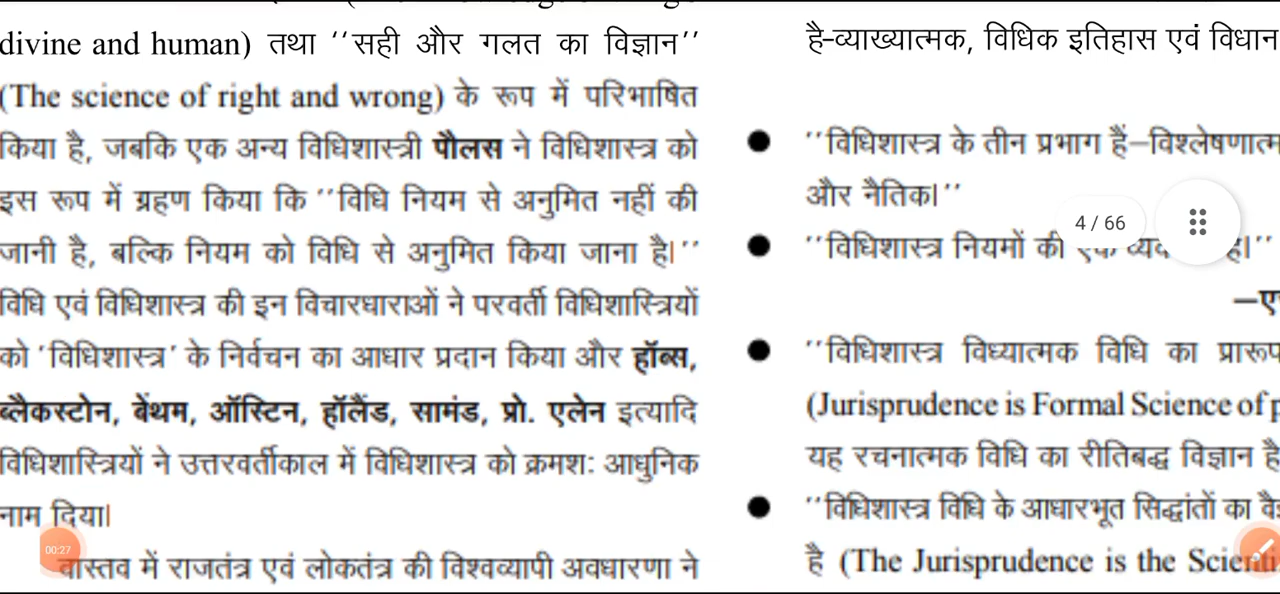 divine and human) तथा ‘‘सही और गलत का विज्ञान’’
(The science of right and wrong) के रूप में परिभाषित
किया है, जबकि एक अन्य विधिशास्त्री पौलस ने विधिशास्त्र को
इस रूप में ग्रहण किया कि ‘‘विधि नियम से अनुमित नहीं की
जानी है, बल्कि नियम को विधि से अनुमित किया जाना है।’’
विधि एवं विधिशास्त्र की इन विचारधाराओं ने परवर्ती विधिशास्त्रियों
को ‘विधिशास्त्र’ के निर्वचन का आधार प्रदान किया और हॉब्स,
ब्लैकस्टोन, बेंथम, ऑस्टिन, हॉलैंड, सामंड, प्रो. एलेन इत्यादि
विधिशास्त्रियों ने उत्तरवर्तीकाल में विधिशास्त्र को क्रमशः आधुनिक
नाम दिया।
वास्तव में राजतंत्र एवं लोकतंत्र की विश्वव्यापी अवधारणा ने
है-व्याख्यात्मक, विधिक इतिहास एवं विधान
● ‘‘विधिशास्त्र के तीन प्रभाग हैं–
और नैतिक।’’
● ‘‘विधिशास्त्र नियमों की है।’’
● ‘‘विधिशास्त्र विध्यात्मक विधि का
(Jurisprudence is Formal Science of
यह रचनात्मक विधि का रीतिबद्ध विज्ञान है
● ‘‘विधिशास्त्र विधि के आधारभूत सिद्धांतों का
है (The Jurisprudence is the
4 / 66
00:27